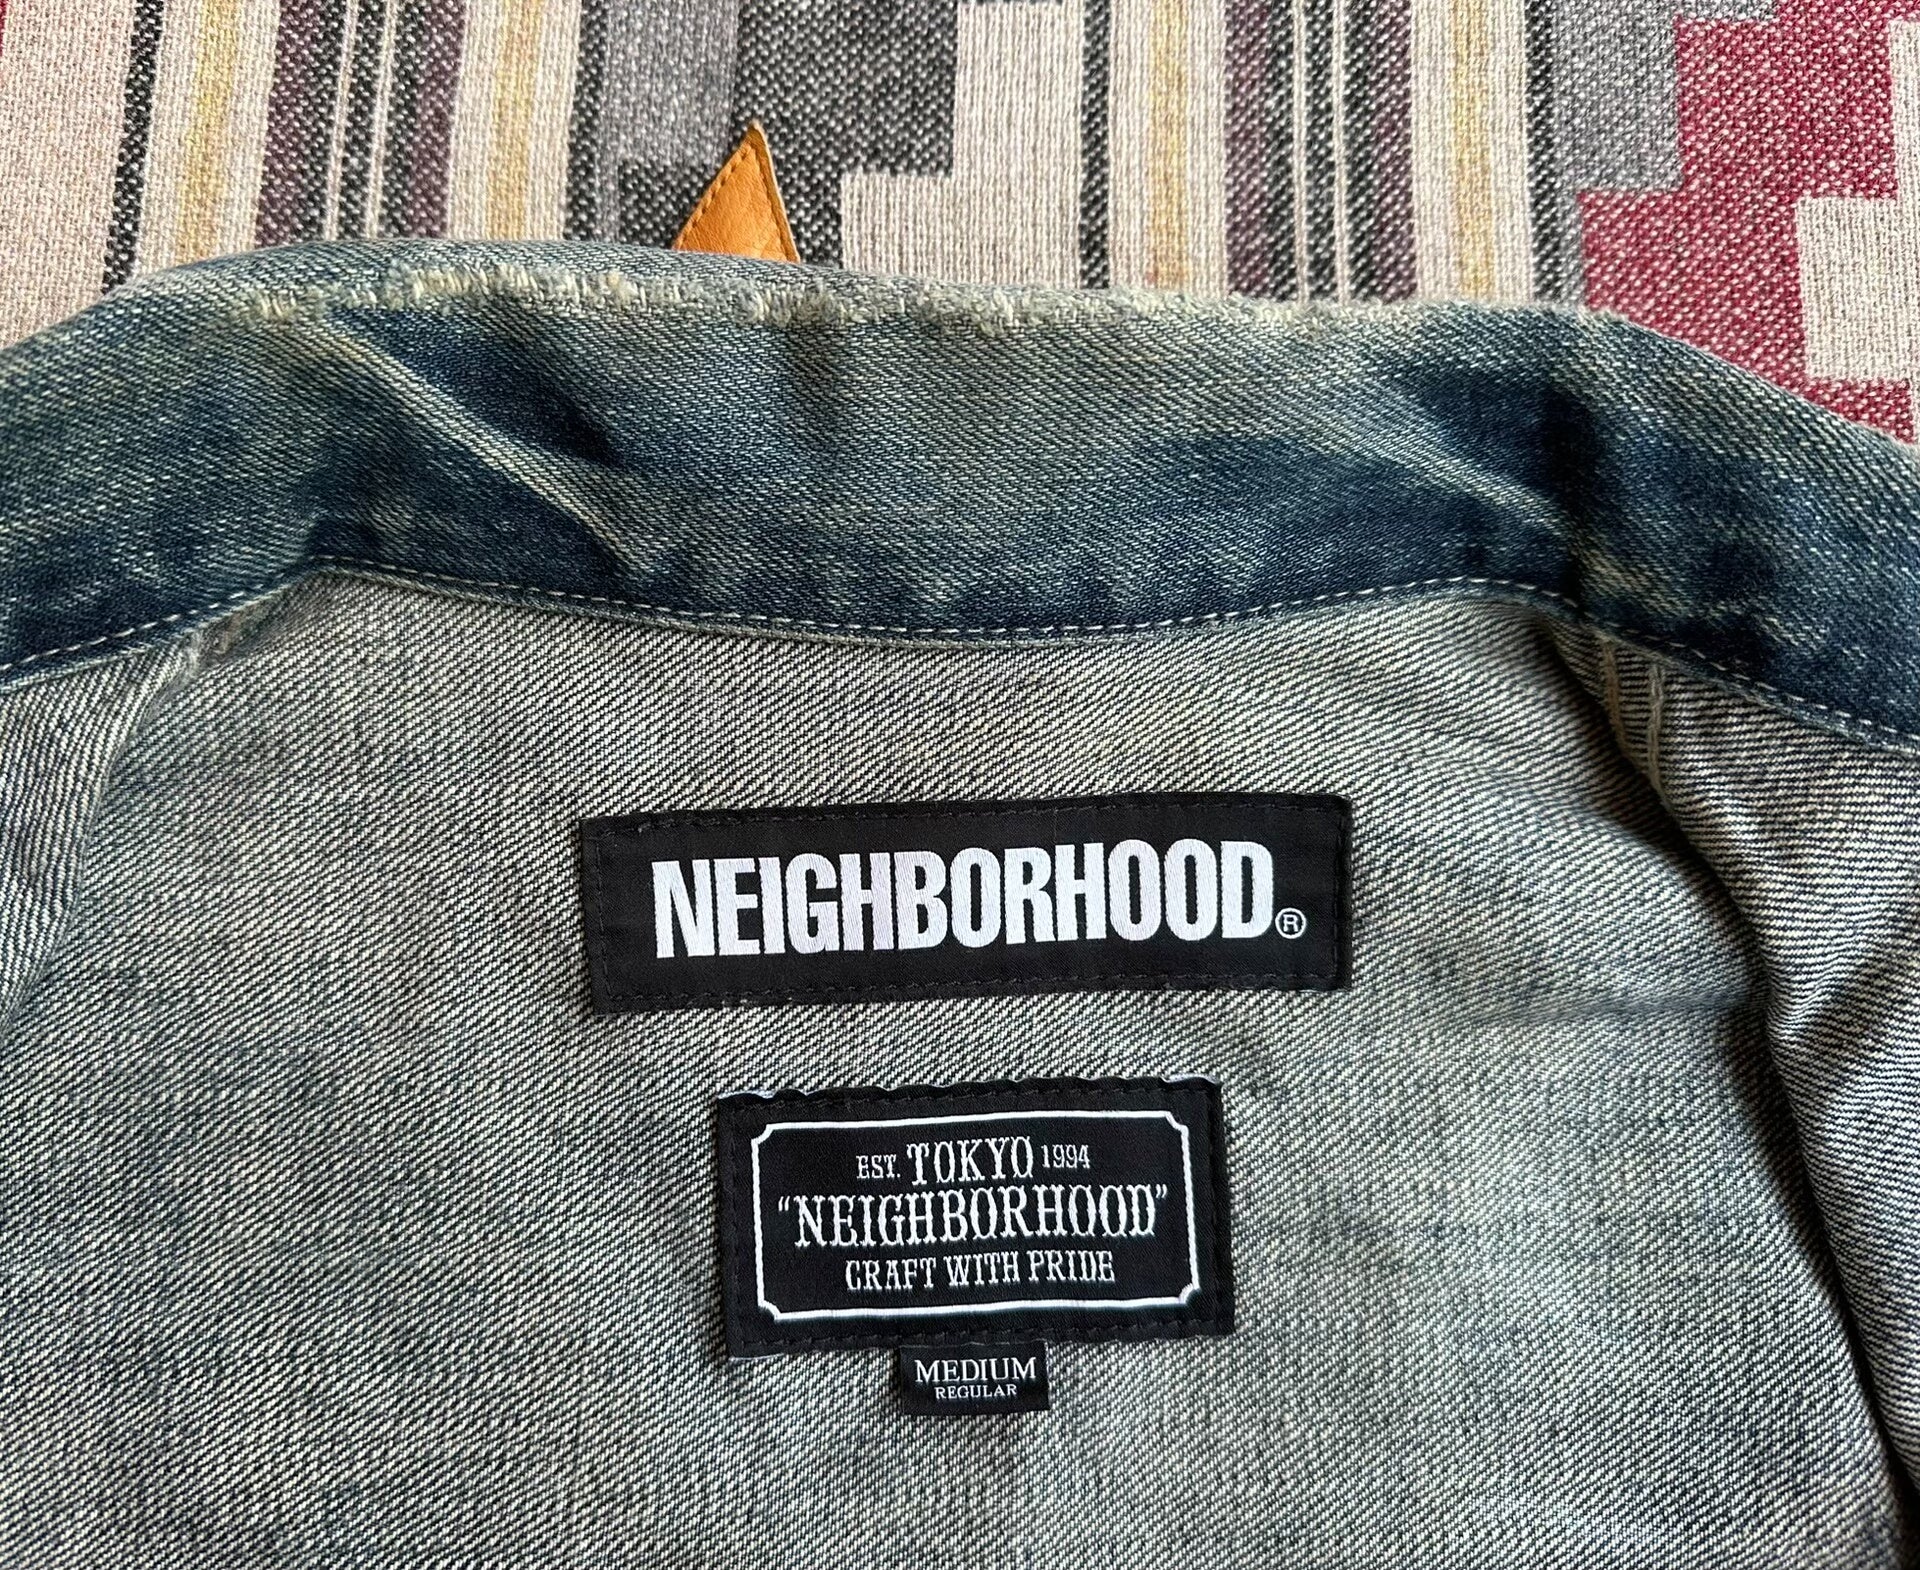 NEIGHBORHOOD®
EST. TOKYO 1994
"NEIGHBORHOOD"
CRAFT WITH PRIDE
MEDIUM
REGULAR